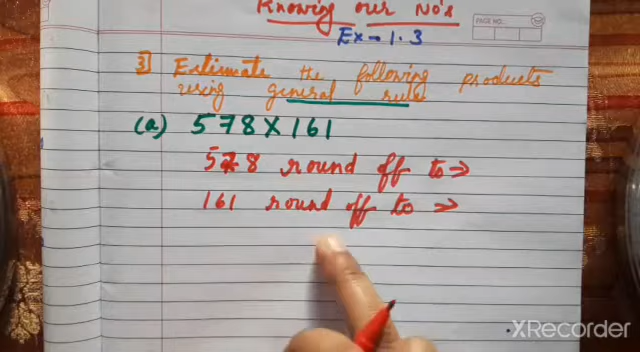 Knowing our No's
PAGE NO...
Ex - 1.3
3] Estimate the following products
using general rule
(a) 578 X 161
578 round off to ⇒
161 round off to ⇒
XRecorder